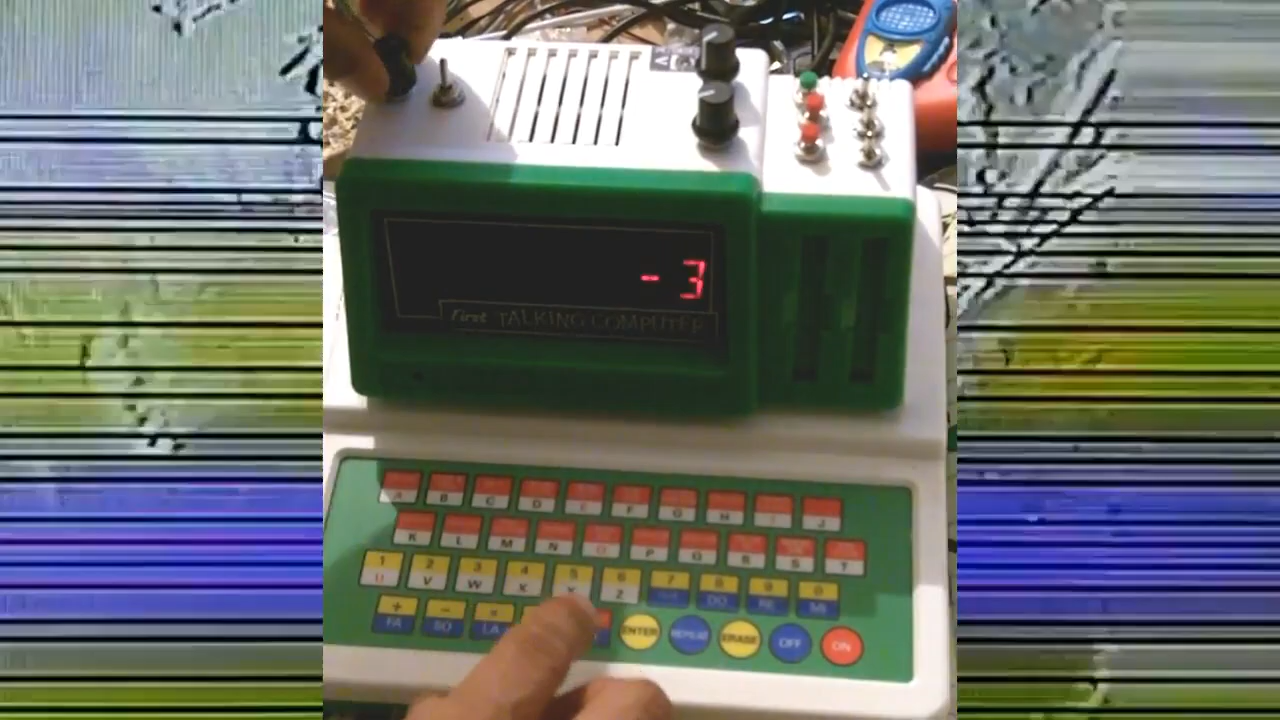 - 3
First TALKING COMPUTER
A B C D E F G H I J
K L M N O P Q R S T
1 2 3 4 5 6 7 8 9 0
U V W X Y Z DO RE MI
+ - ×
FA SO LA
ENTER REPEAT ERASE OFF ON